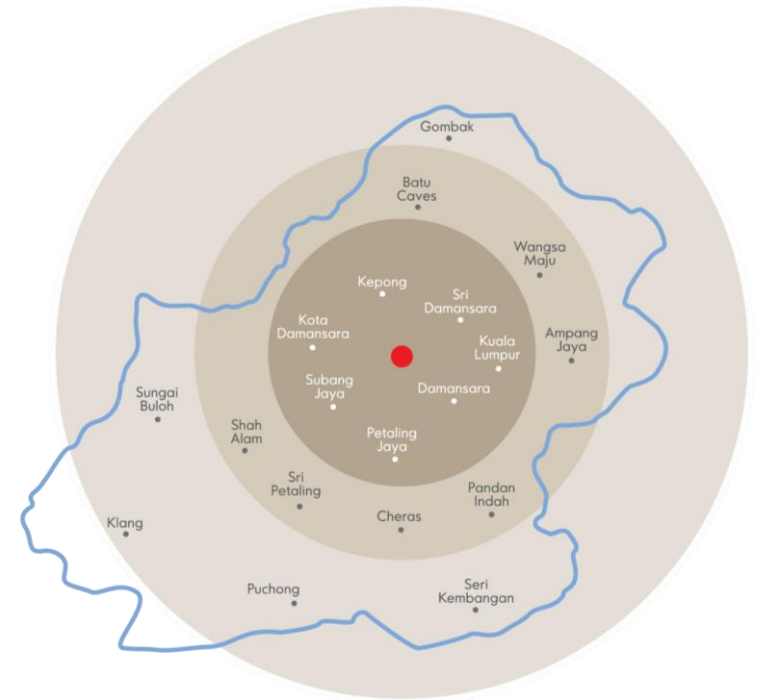 Gombak
Batu
Caves
Wangsa
Maju
Kepong
Sri
Damansara
Kota
Damansara
Kuala
Lumpur
Ampang
Jaya
Subang
Jaya
Damansara
Sungai
Buloh
Shah
Alam
Petaling
Jaya
Sri
Petaling
Pandan
Indah
Cheras
Klang
Puchong
Seri
Kembangan